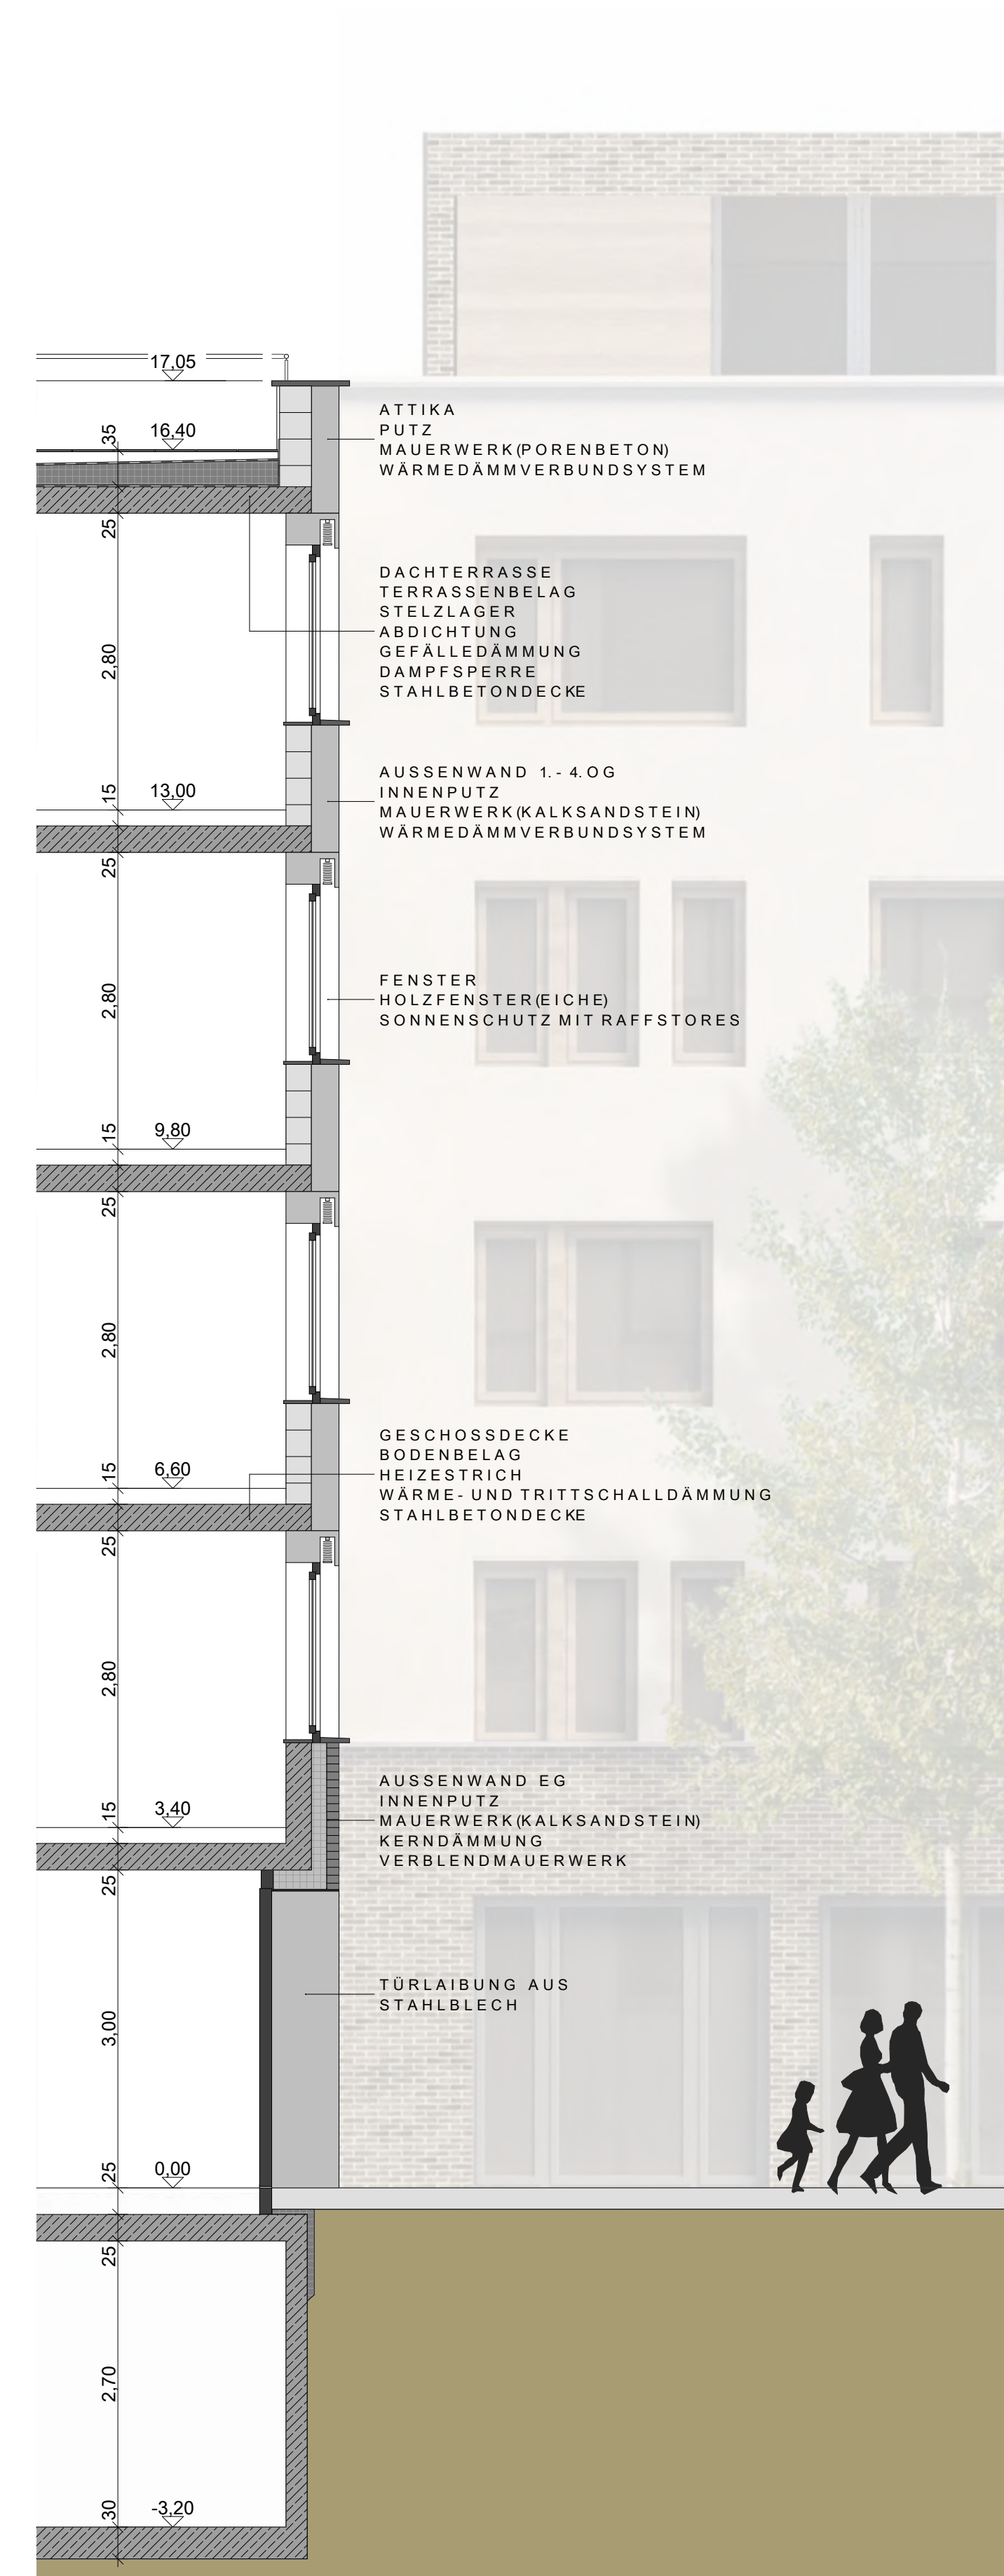 17,05
ATTIKA
PUTZ
MAUERWERK(PORENBETON)
WÄRMEDÄMMVERBUNDSYSTEM
16,40
35
25
DACHTERRASSE
TERRASSENBELAG
STELZLAGER
ABDICHTUNG
GEFÄLLEDÄMMUNG
DAMPFSPERRE
STAHLBETONDECKE
2,80
AUSSENWAND 1.- 4.OG
INNENPUTZ
MAUERWERK(KALKSANDSTEIN)
WÄRMEDÄMMVERBUNDSYSTEM
13,00
15
25
FENSTER
HOLZFENSTER(EICHE)
SONNENSCHUTZ MIT RAFFSTORES
2,80
9,80
15
25
2,80
GESCHOSSDECKE
BODENBELAG
HEIZESTRICH
WÄRME- UND TRITTSCHALLDÄMMUNG
STAHLBETONDECKE
6,60
15
25
2,80
AUSSENWAND EG
INNENPUTZ
MAUERWERK(KALKSANDSTEIN)
KERNDÄMMUNG
VERBLENDMAUERWERK
3,40
15
25
TÜRLAIBUNG AUS
STAHLBLECH
3,00
0,00
25
25
2,70
-3,20
30